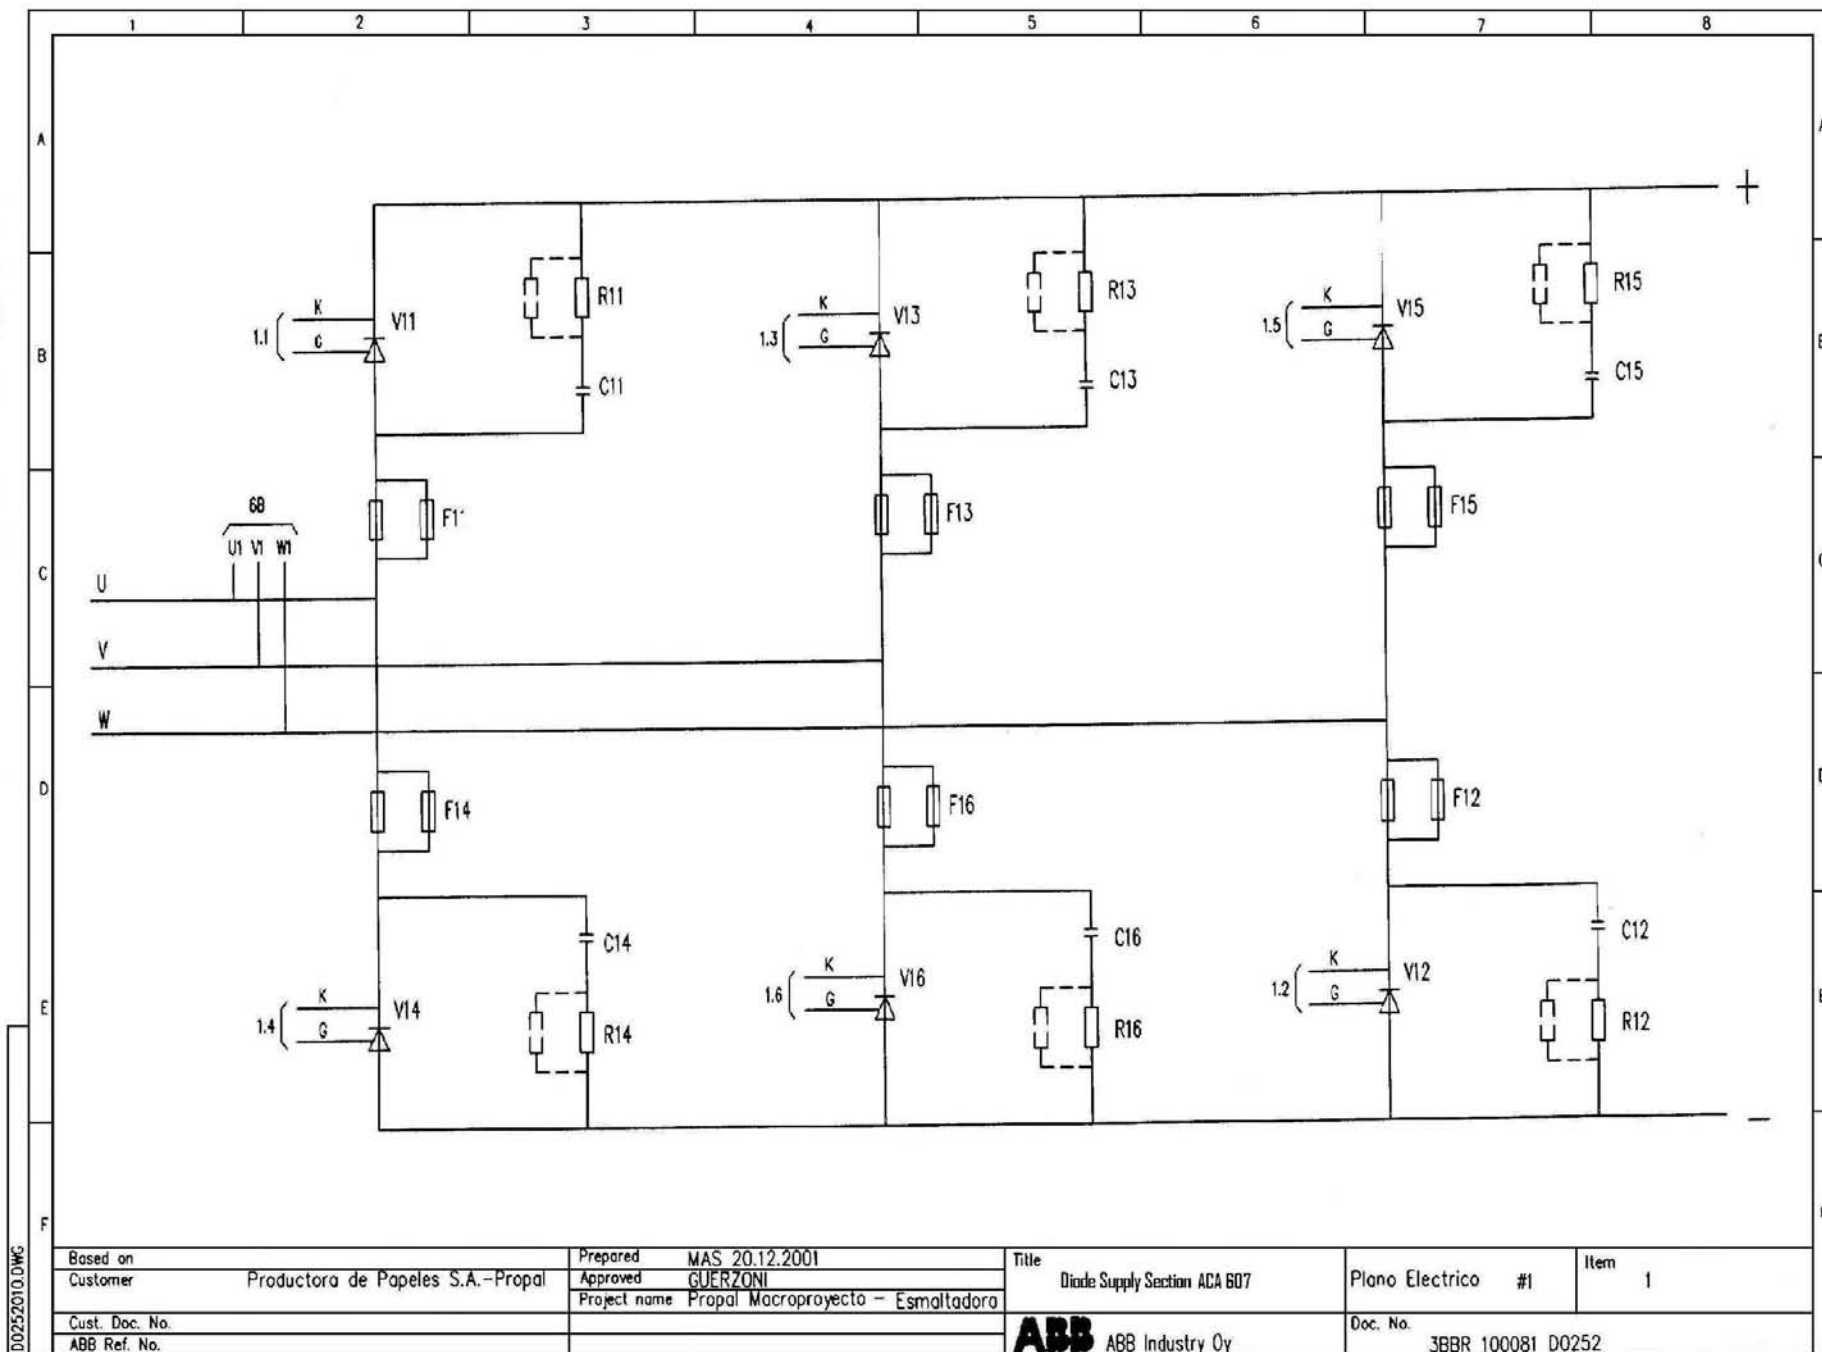 1 2 3 4 5 6 7 8
A
+
K V11 R11 K V13 R13 K V15 R15
1.1 G 1.3 G 1.5 G
B
C11 C13 C15
6B F1 F13 F15
U1 V1 W1
C
U
V
W
D
F14 F16 F12
C14 C16 C12
K V14 K V16 K V12
E
1.4 G R14 1.6 G R16 1.2 G R12
F
D0252010.DWG
Based on
Customer Productora de Papeles S.A.-Propal
Prepared MAS 20.12.2001
Approved GUERZONI
Project name Propal Macroproyecto - Esmaltadora
Title
Diode Supply Section ACA 607
Plano Electrico #1
Item
1
Cust. Doc. No.
ABB Ref. No.
ABB ABB Industry Oy
Doc. No.
3BBR 100081 D0252